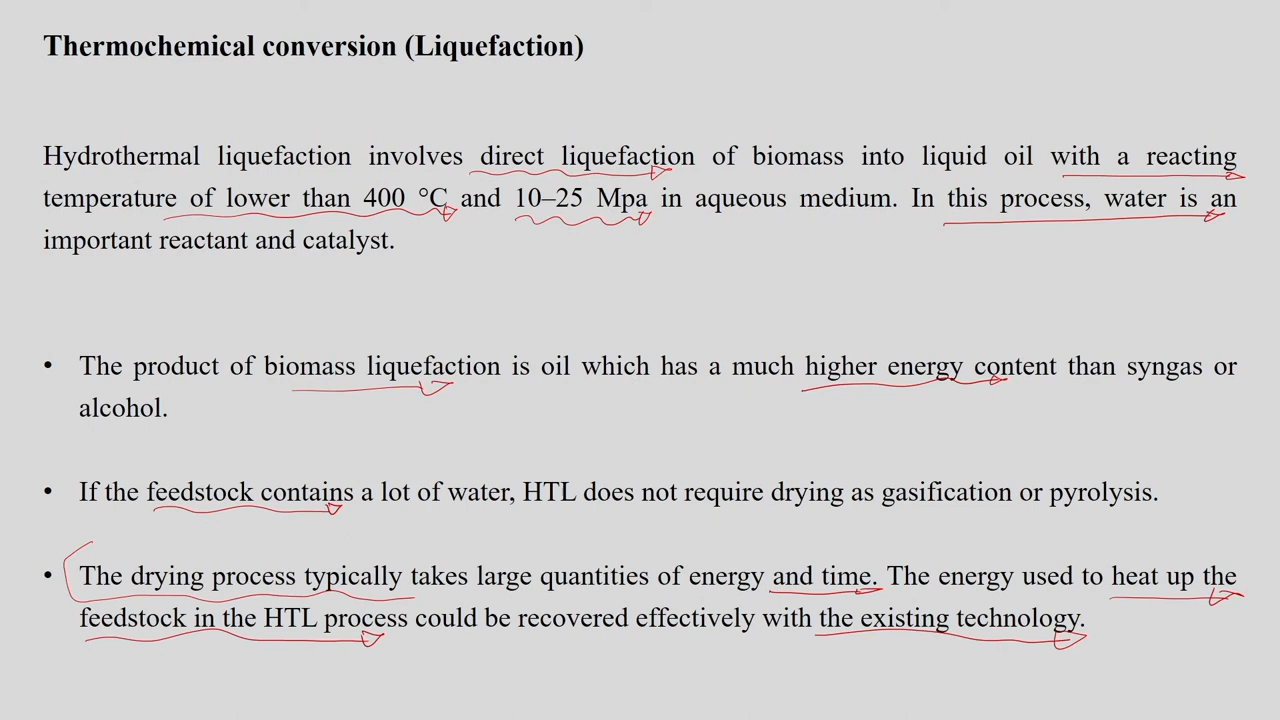 Thermochemical conversion (Liquefaction)
Hydrothermal liquefaction involves direct liquefaction of biomass into liquid oil with a reacting
temperature of lower than 400 °C and 10–25 Mpa in aqueous medium. In this process, water is an
important reactant and catalyst.
• The product of biomass liquefaction is oil which has a much higher energy content than syngas or
alcohol.
• If the feedstock contains a lot of water, HTL does not require drying as gasification or pyrolysis.
• The drying process typically takes large quantities of energy and time. The energy used to heat up the
feedstock in the HTL process could be recovered effectively with the existing technology.